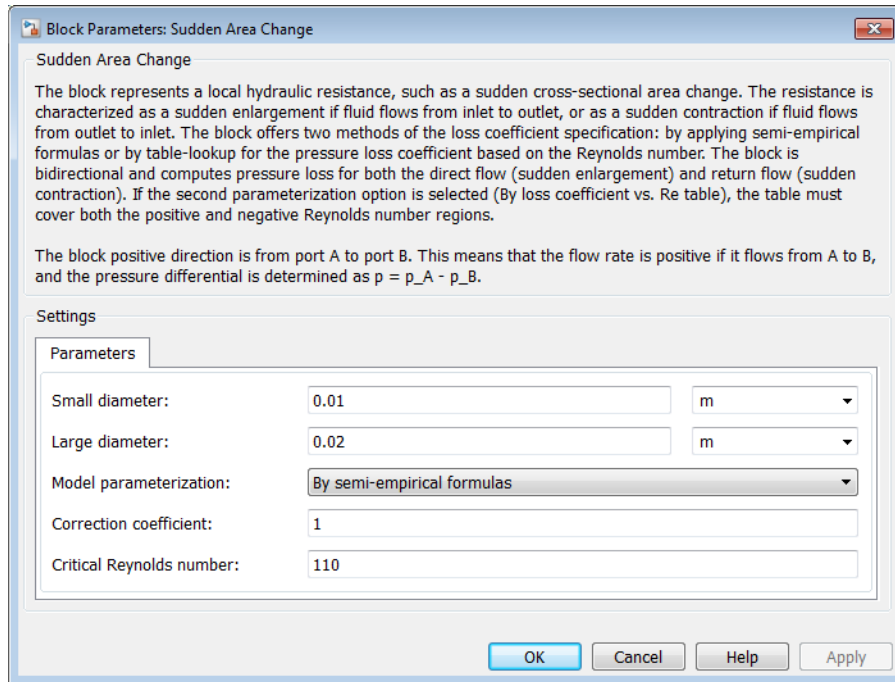 Block Parameters: Sudden Area Change
Sudden Area Change
The block represents a local hydraulic resistance, such as a sudden cross-sectional area change. The resistance is
characterized as a sudden enlargement if fluid flows from inlet to outlet, or as a sudden contraction if fluid flows
from outlet to inlet. The block offers two methods of the loss coefficient specification: by applying semi-empirical
formulas or by table-lookup for the pressure loss coefficient based on the Reynolds number. The block is
bidirectional and computes pressure loss for both the direct flow (sudden enlargement) and return flow (sudden
contraction). If the second parameterization option is selected (By loss coefficient vs. Re table), the table must
cover both the positive and negative Reynolds number regions.
The block positive direction is from port A to port B. This means that the flow rate is positive if it flows from A to B,
and the pressure differential is determined as p = p_A - p_B.
Settings
Parameters
Small diameter: 0.01 m
Large diameter: 0.02 m
Model parameterization: By semi-empirical formulas
Correction coefficient: 1
Critical Reynolds number: 110
OK Cancel Help Apply